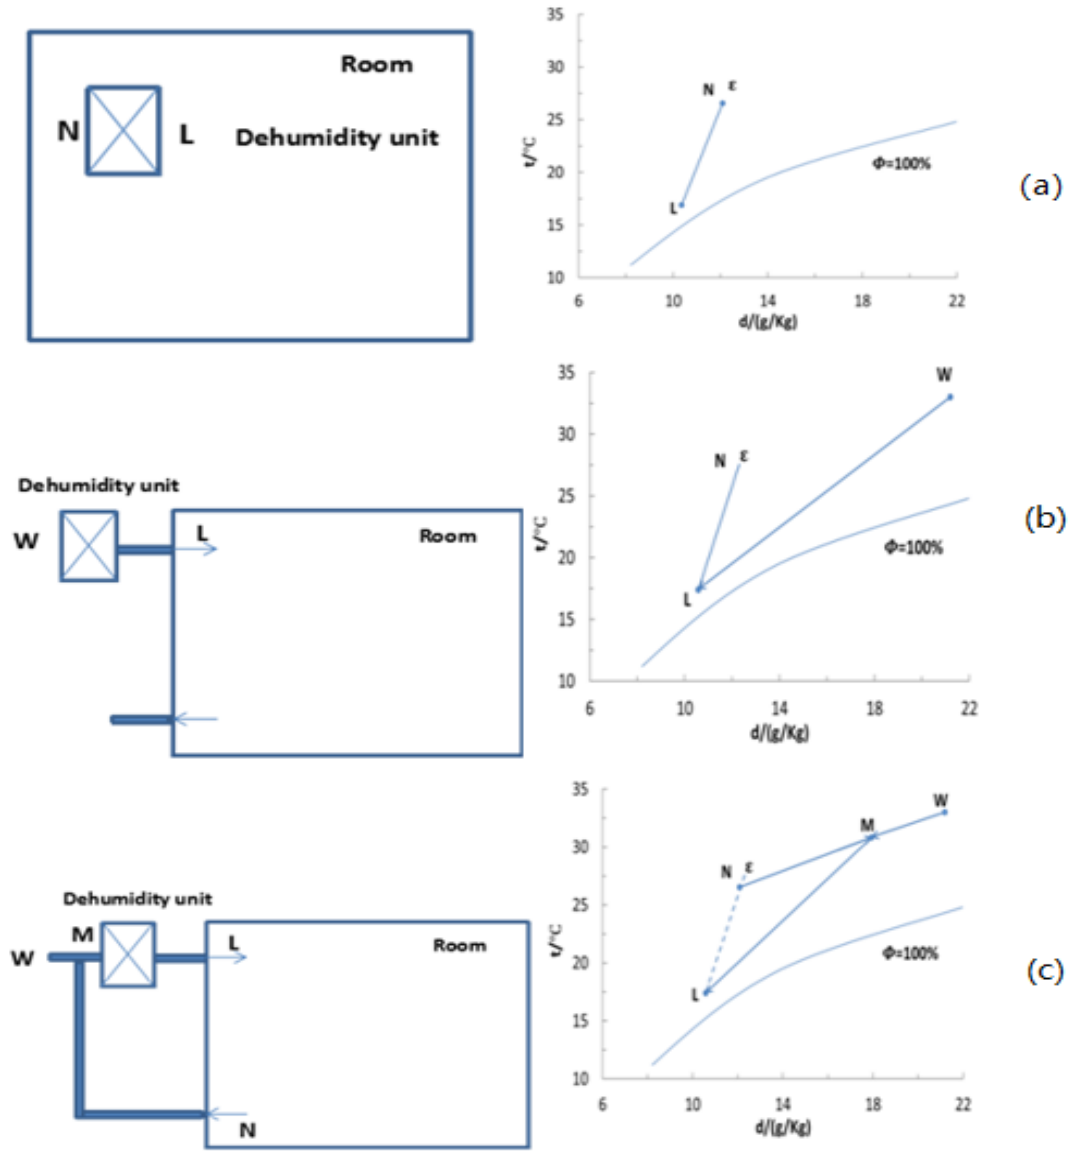 Room
N
L
Dehumidity unit
35
30
25
20
15
10
t/°C
N ε
L
Φ=100%
6 10 14 18 22
d/(g/Kg)
(a)
Dehumidity unit
W
L
Room
35
30
25
20
15
10
t/°C
W
N ε
L
Φ=100%
6 10 14 18 22
d/(g/Kg)
(b)
Dehumidity unit
M
W
L
Room
N
35
30
25
20
15
10
t/°C
W
M
N ε
L
Φ=100%
6 10 14 18 22
d/(g/Kg)
(c)